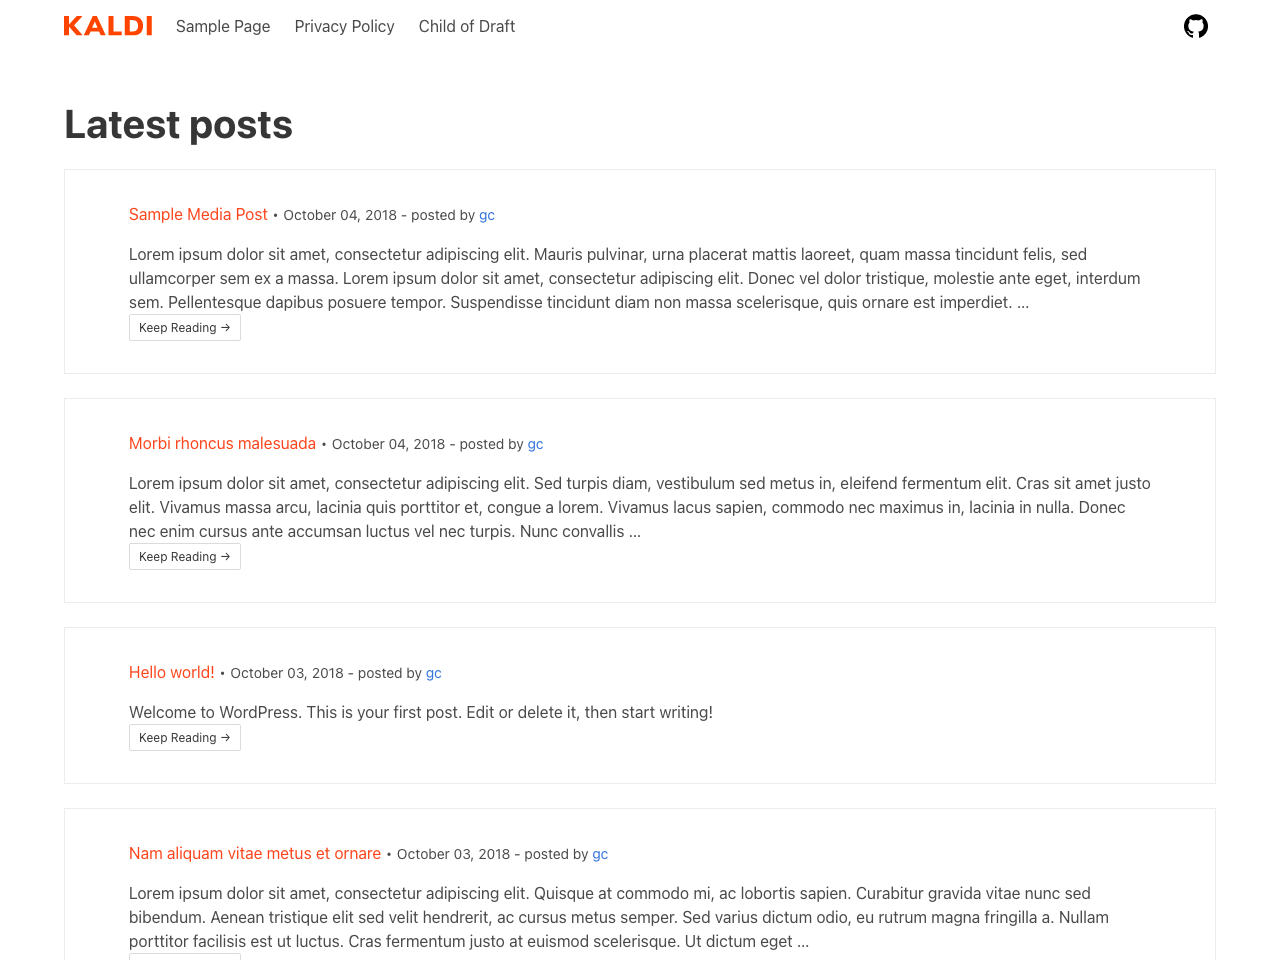 KALDI Sample Page Privacy Policy Child of Draft
Latest posts
Sample Media Post • October 04, 2018 - posted by gc
Lorem ipsum dolor sit amet, consectetur adipiscing elit. Mauris pulvinar, urna placerat mattis laoreet, quam massa tincidunt felis, sed
ullamcorper sem ex a massa. Lorem ipsum dolor sit amet, consectetur adipiscing elit. Donec vel dolor tristique, molestie ante eget, interdum
sem. Pellentesque dapibus posuere tempor. Suspendisse tincidunt diam non massa scelerisque, quis ornare est imperdiet. …
Keep Reading →
Morbi rhoncus malesuada • October 04, 2018 - posted by gc
Lorem ipsum dolor sit amet, consectetur adipiscing elit. Sed turpis diam, vestibulum sed metus in, eleifend fermentum elit. Cras sit amet justo
elit. Vivamus massa arcu, lacinia quis porttitor et, congue a lorem. Vivamus lacus sapien, commodo nec maximus in, lacinia in nulla. Donec
nec enim cursus ante accumsan luctus vel nec turpis. Nunc convallis …
Keep Reading →
Hello world! • October 03, 2018 - posted by gc
Welcome to WordPress. This is your first post. Edit or delete it, then start writing!
Keep Reading →
Nam aliquam vitae metus et ornare • October 03, 2018 - posted by gc
Lorem ipsum dolor sit amet, consectetur adipiscing elit. Quisque at commodo mi, ac lobortis sapien. Curabitur gravida vitae nunc sed
bibendum. Aenean tristique elit sed velit hendrerit, ac cursus metus semper. Sed varius dictum odio, eu rutrum magna fringilla a. Nullam
porttitor facilisis est ut luctus. Cras fermentum justo at euismod scelerisque. Ut dictum eget …